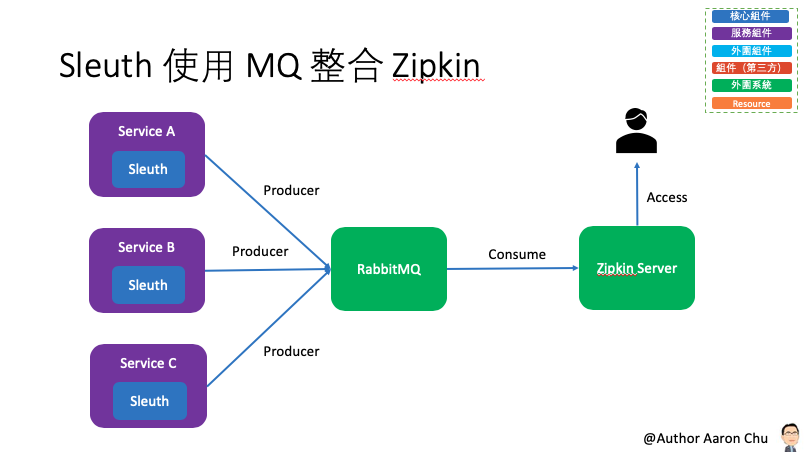 Sleuth 使用 MQ 整合 Zipkin
核心組件
服務組件
外圍組件
組件（第三方）
外圍系統
Resource
Service A
Sleuth
Producer
Service B
Sleuth
Producer
Service C
Sleuth
Producer
RabbitMQ
Consume
Zipkin Server
Access
@Author Aaron Chu